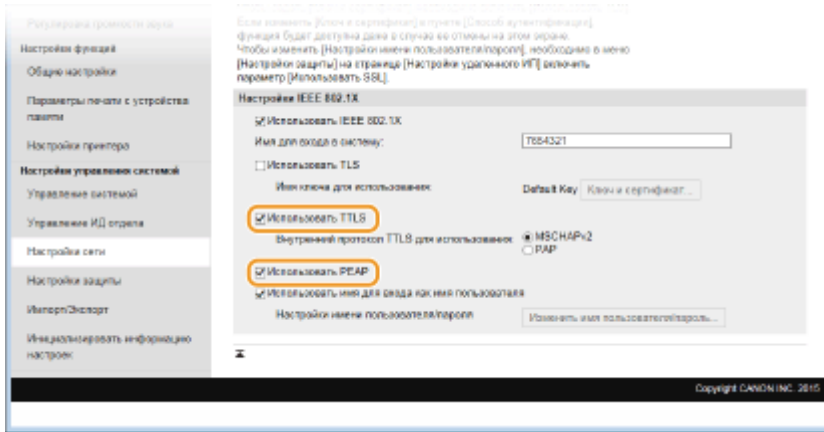 Регулировка громкости звука
Настройки функций
Общие настройки
Параметры печати с устройства
памяти
Настройки принтера
Настройки управления системой
Управление системой
Управление ИД отдела
Настройки сети
Настройки защиты
Импорт/Экспорт
Инициализировать информацию
настроек
Если изменить [Ключ и сертификат] в пункте [Способ аутентификации],
функция будет доступна даже в случае ее отмены на этом экране.
Чтобы изменить [Настройки имени пользователя/пароля], необходимо в меню
[Настройки защиты] на странице [Настройки удаленного ИП] включить
параметр [Использовать SSL].
Настройки IEEE 802.1X
Использовать IEEE 802.1X
Имя для входа в систему: 7654321
Использовать TLS
Имя ключа для использования: Default Key Ключ и сертификат...
Использовать TTLS
Внутренний протокол TTLS для использования: MSCHAPv2
PAP
Использовать PEAP
Использовать имя для входа как имя пользователя
Настройки имени пользователя/пароля Изменить имя пользователя/пароль...
Copyright CANON INC. 2015